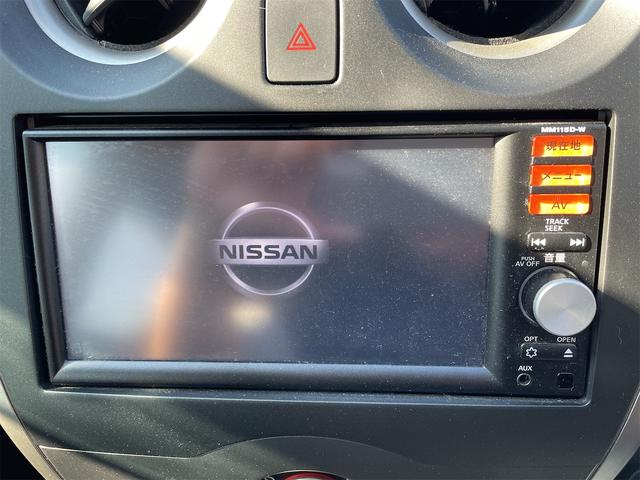 MM115D-W
現在地
メニュー
AV
TRACK
SEEK
音量
PUSH
AV OFF
OPT
OPEN
AUX
NISSAN